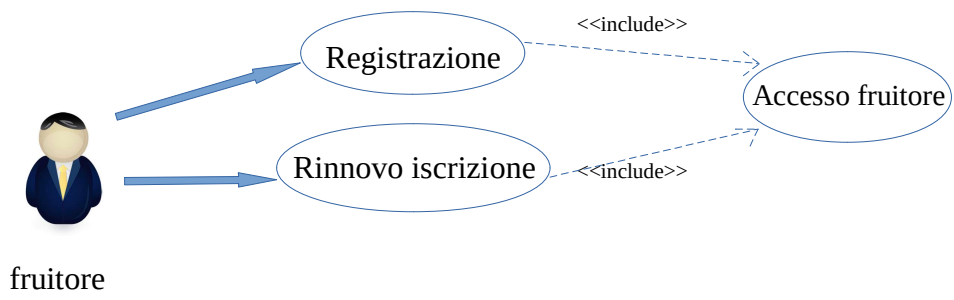 <<include>>
Registrazione
Accesso fruitore
Rinnovo iscrizione
<<include>>
fruitore